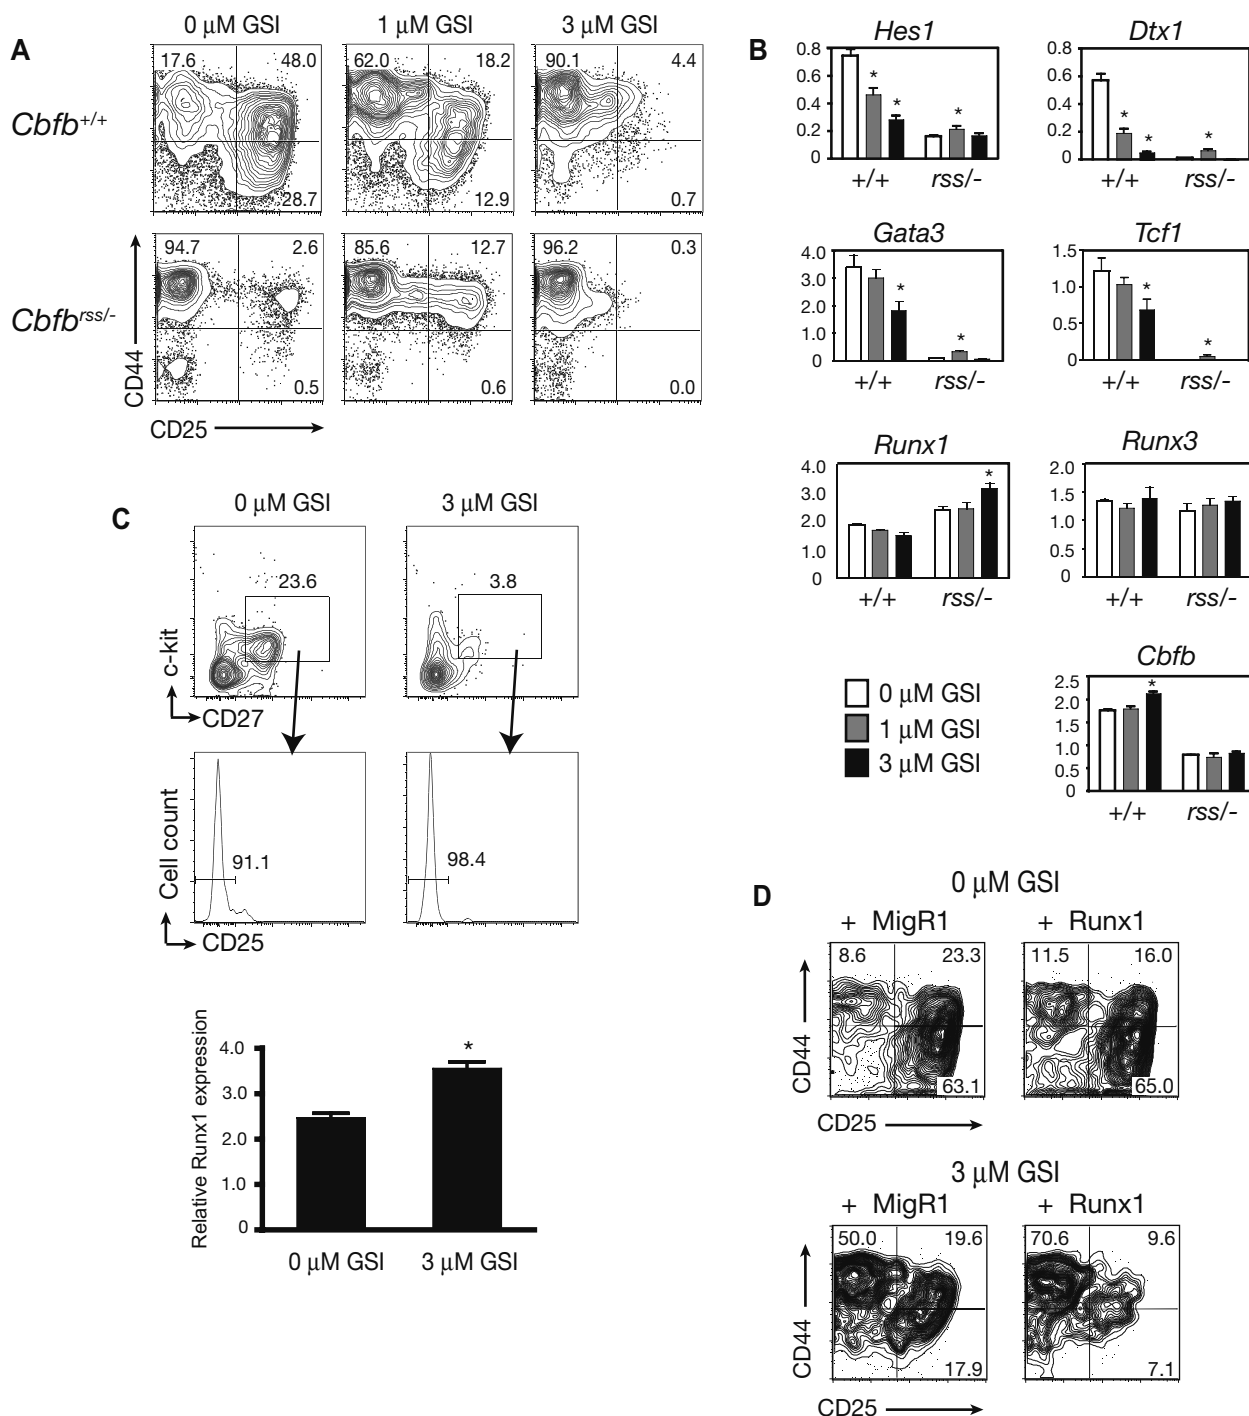 A
0 μM GSI 1 μM GSI 3 μM GSI
Cbfb+/+
17.6 48.0 62.0 18.2 90.1 4.4
28.7 12.9 0.7
Cbfbrss/-
94.7 2.6 85.6 12.7 96.2 0.3
0.5 0.6 0.0
CD44
CD25
B
Hes1
0.8
0.6
0.4
0.2
0
* * *
+/+ rss/-
Dtx1
0.8
0.6
0.4
0.2
0
* * *
+/+ rss/-
Gata3
4.0
3.0
2.0
1.0
0
* *
+/+ rss/-
Tcf1
1.5
1.0
0.5
0
* *
+/+ rss/-
Runx1
4.0
3.0
2.0
1.0
0
*
+/+ rss/-
Runx3
2.0
1.5
1.0
0.5
0
+/+ rss/-
Cbfb
2.5
2.0
1.5
1.0
0.5
0
*
+/+ rss/-
0 μM GSI
1 μM GSI
3 μM GSI
C
0 μM GSI 3 μM GSI
23.6 3.8
c-kit
CD27
91.1 98.4
Cell count
CD25
Relative Runx1 expression
4.0
3.0
2.0
1.0
0
*
0 μM GSI 3 μM GSI
D
0 μM GSI
+ MigR1 + Runx1
8.6 23.3 11.5 16.0
63.1 65.0
CD44
CD25
3 μM GSI
+ MigR1 + Runx1
50.0 19.6 70.6 9.6
17.9 7.1
CD44
CD25